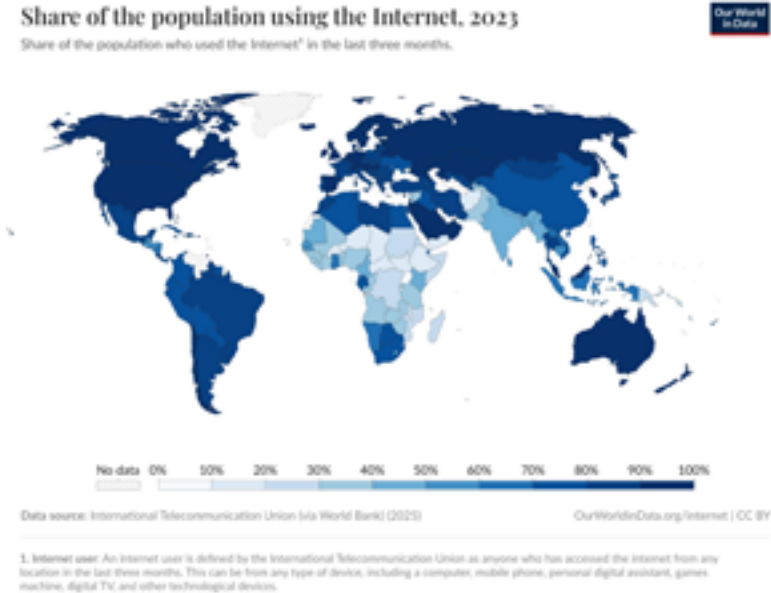 Share of the population using the Internet, 2023
Our World
in Data
Share of the population who used the Internet¹ in the last three months.
No data 0% 10% 20% 30% 40% 50% 60% 70% 80% 90% 100%
Data source: International Telecommunication Union (via World Bank) (2025)
OurWorldinData.org/internet | CC BY
1. Internet user: An internet user is defined by the International Telecommunication Union as anyone who has accessed the internet from any
location in the last three months. This can be from any type of device, including a computer, mobile phone, personal digital assistant, games
machine, digital TV, and other technological devices.